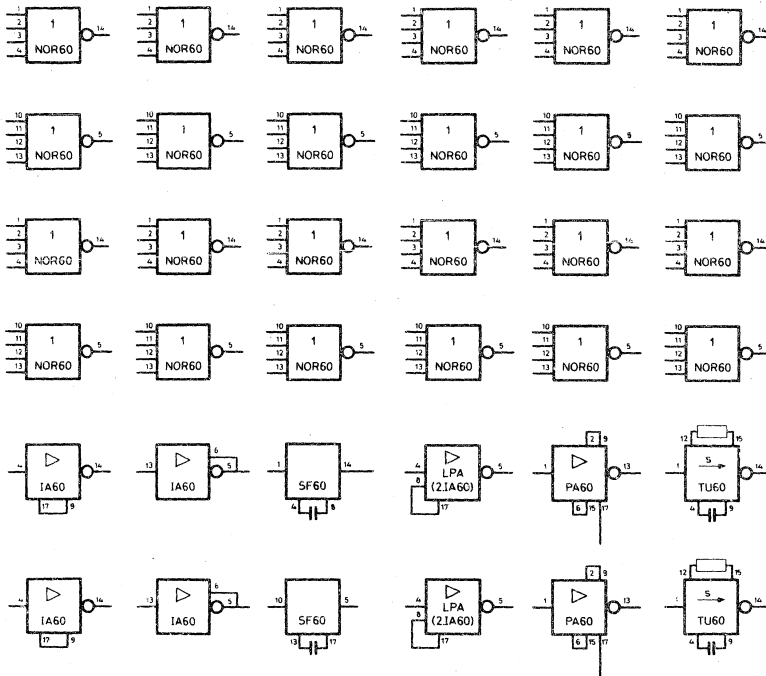 1 1 1 1 1 1
2 14 2 14 2 14 2 14 2 14 2 14
3 1 3 1 3 1 3 1 3 1 3 1
4 NOR60 4 NOR60 4 NOR60 4 NOR60 4 NOR60 4 NOR60
10 10 10 10 10 10
11 1 5 11 1 5 11 1 5 11 1 5 11 1 5 11 1 5
12 12 12 12 12 12
13 NOR60 13 NOR60 13 NOR60 13 NOR60 13 NOR60 13 NOR60
1 1 1 1 1 1
2 1 14 2 1 14 2 1 14 2 1 14 2 1 14 2 1 14
3 3 3 3 3 3
4 NOR60 4 NOR60 4 NOR60 4 NOR60 4 NOR60 4 NOR60
10 10 10 10 10 10
11 1 5 11 1 5 11 1 5 11 1 5 11 1 5 11 1 5
12 12 12 12 12 12
13 NOR60 13 NOR60 13 NOR60 13 NOR60 13 NOR60 13 NOR60
2 9 12 15
6 S
4 14 13 5 1 14 4 LPA 5 1 13 1 14
IA60 IA60 SF60 8 (2.IA60) PA60 TU60
17 9 4 8 17 6 15 17 4 9
2 9 12 15
6 S
4 14 13 5 10 5 4 LPA 5 1 13 14
IA60 IA60 SF60 8 (2.IA60) PA60 TU60
17 9 13 17 17 6 15 17 4 9